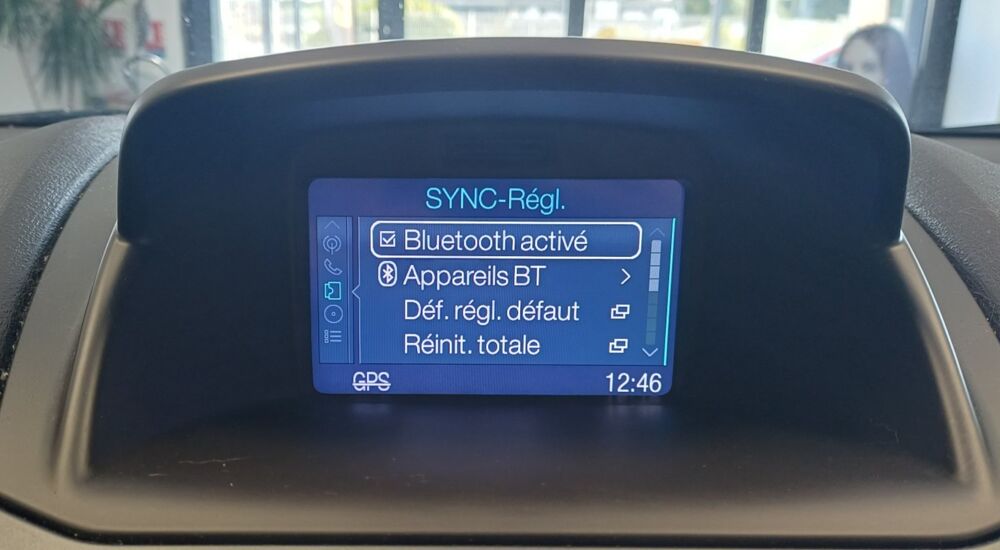 SYNC-Régl.
Bluetooth activé
Appareils BT
Déf. régl. défaut
Réinit. totale
GPS 12:46